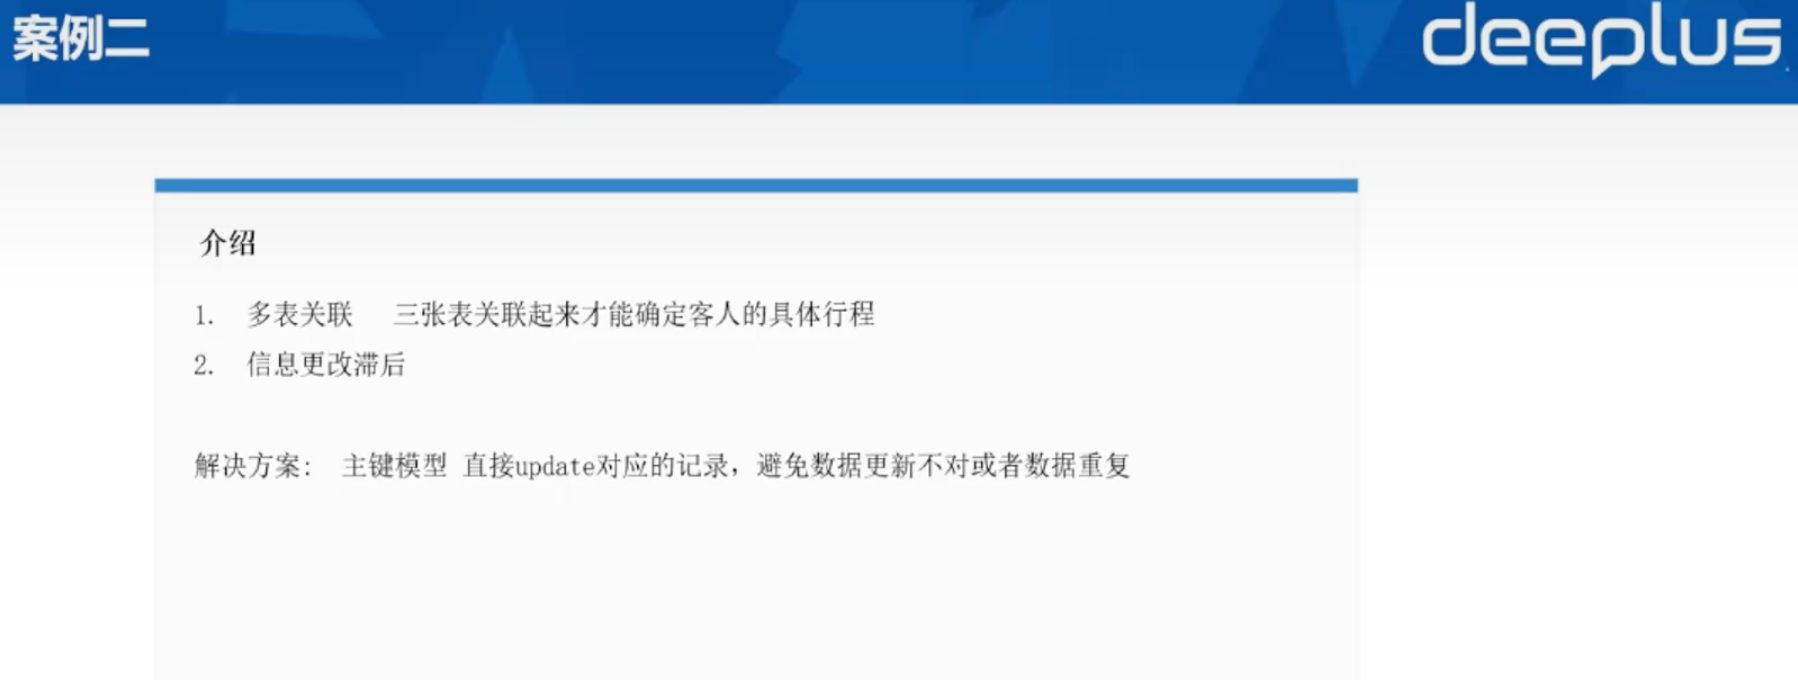 案例二
deeplus
介绍
1. 多表关联 三张表关联起来才能确定客人的具体行程
2. 信息更改滞后
解决方案: 主键模型 直接update对应的记录，避免数据更新不对或者数据重复